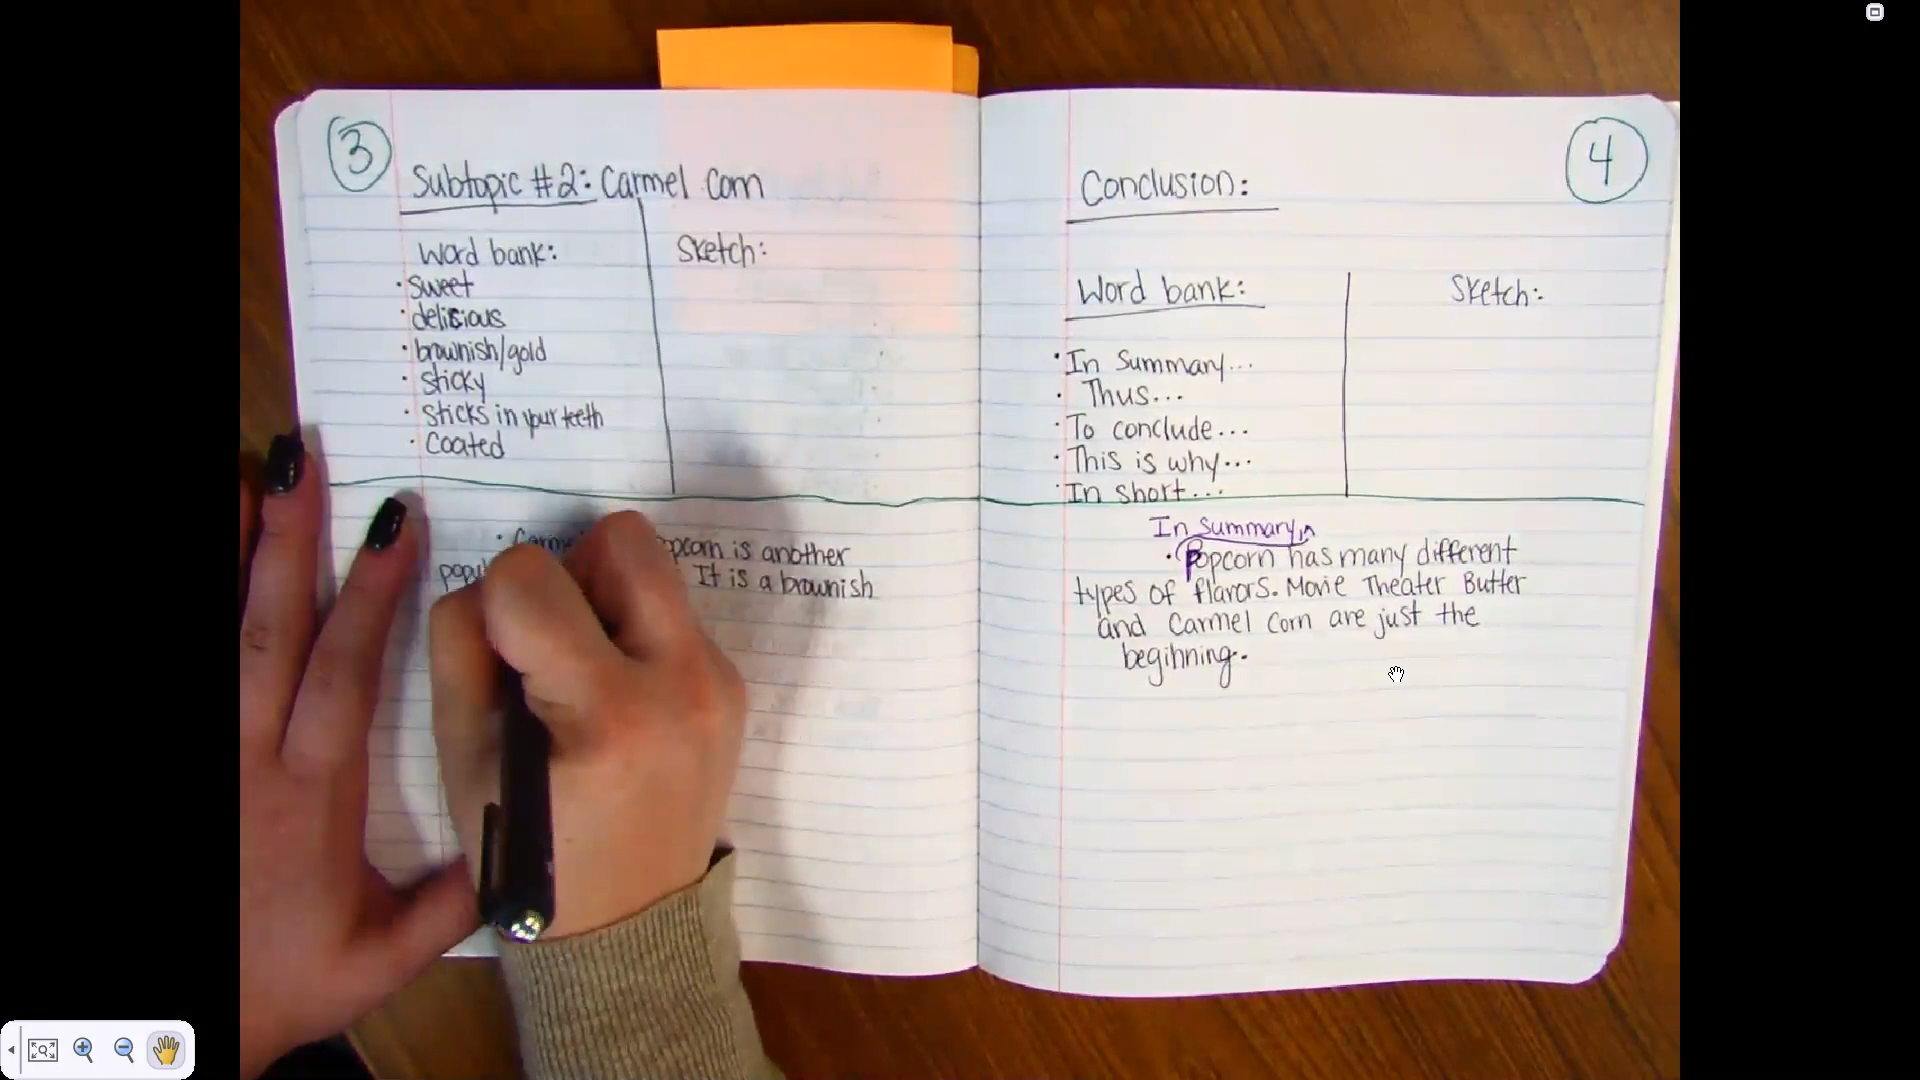 3
Subtopic #2: Carmel Corn
Word bank:
Sketch:
• sweet
• delicious
• brownish/gold
• sticky
• sticks in your teeth
• Coated
popcorn is another
It is a brownish
4
Conclusion:
Word bank:
Sketch:
• In Summary...
• Thus...
• To conclude...
• This is why...
• In short...
In summary,
• Popcorn has many different
types of flavors. Movie Theater Butter
and Carmel Corn are just the
beginning.